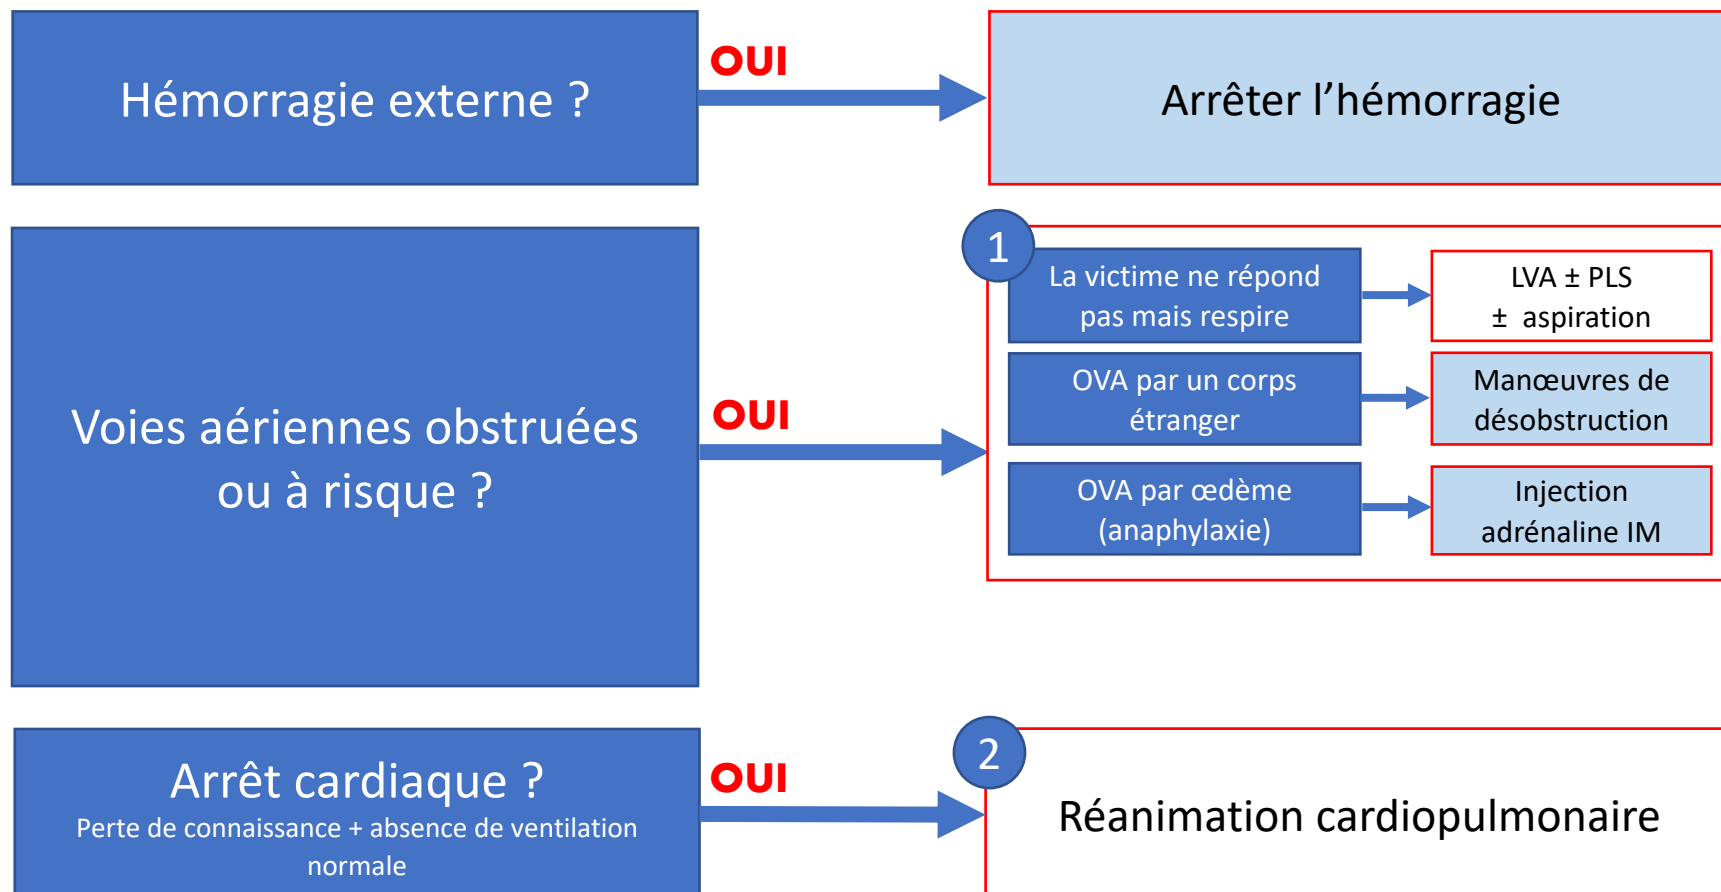 Hémorragie externe ?
OUI
Arrêter l’hémorragie
Voies aériennes obstruées
ou à risque ?
OUI
1
La victime ne répond
pas mais respire
LVA ± PLS
± aspiration
OVA par un corps
étranger
Manœuvres de
désobstruction
OVA par œdème
(anaphylaxie)
Injection
adrénaline IM
Arrêt cardiaque ?
Perte de connaissance + absence de ventilation
normale
OUI
2
Réanimation cardiopulmonaire